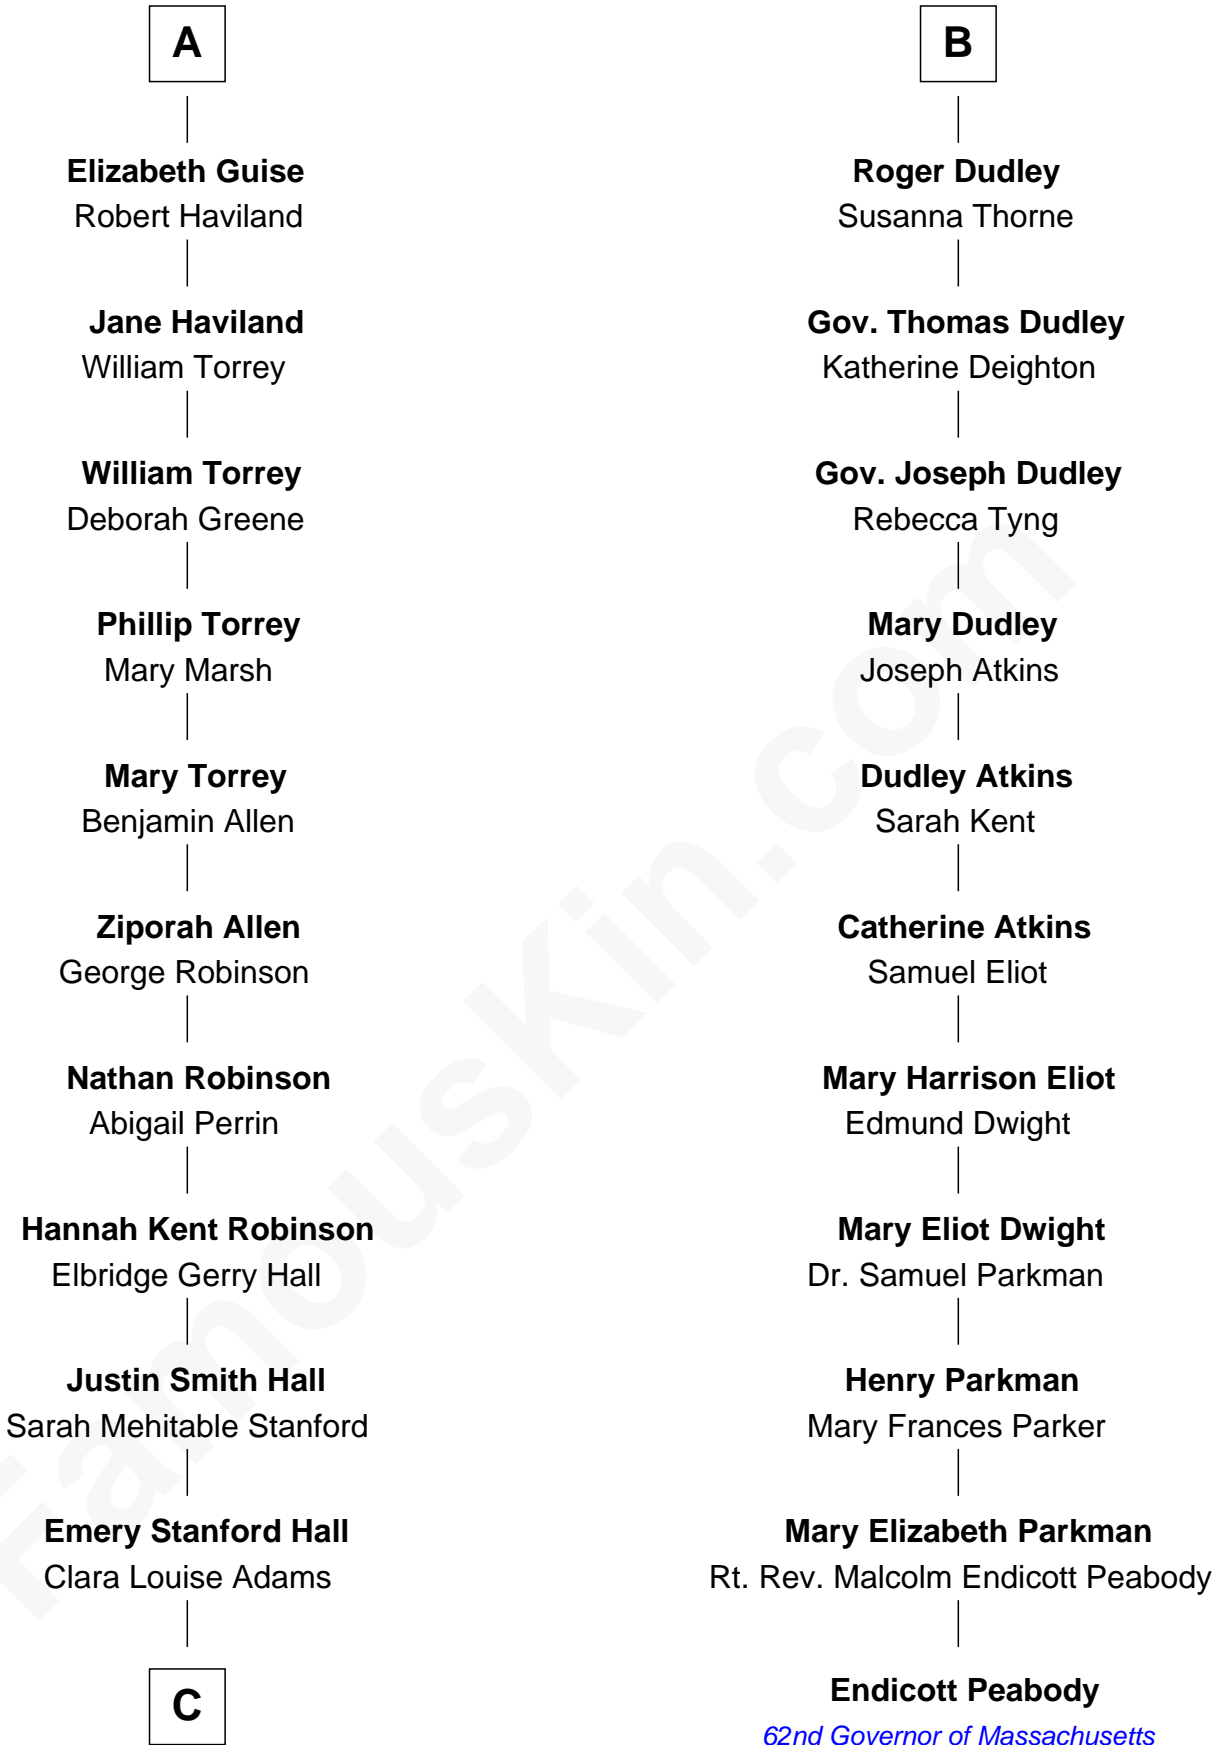 A
Elizabeth Guise
Robert Haviland
Jane Haviland
William Torrey
William Torrey
Deborah Greene
Phillip Torrey
Mary Marsh
Mary Torrey
Benjamin Allen
Ziporah Allen
George Robinson
Nathan Robinson
Abigail Perrin
Hannah Kent Robinson
Elbridge Gerry Hall
Justin Smith Hall
Sarah Mehitable Stanford
Emery Stanford Hall
Clara Louise Adams
C
B
Roger Dudley
Susanna Thorne
Gov. Thomas Dudley
Katherine Deighton
Gov. Joseph Dudley
Rebecca Tyng
Mary Dudley
Joseph Atkins
Dudley Atkins
Sarah Kent
Catherine Atkins
Samuel Eliot
Mary Harrison Eliot
Edmund Dwight
Mary Eliot Dwight
Dr. Samuel Parkman
Henry Parkman
Mary Frances Parker
Mary Elizabeth Parkman
Rt. Rev. Malcolm Endicott Peabody
Endicott Peabody
62nd Governor of Massachusetts
FamousKin.com